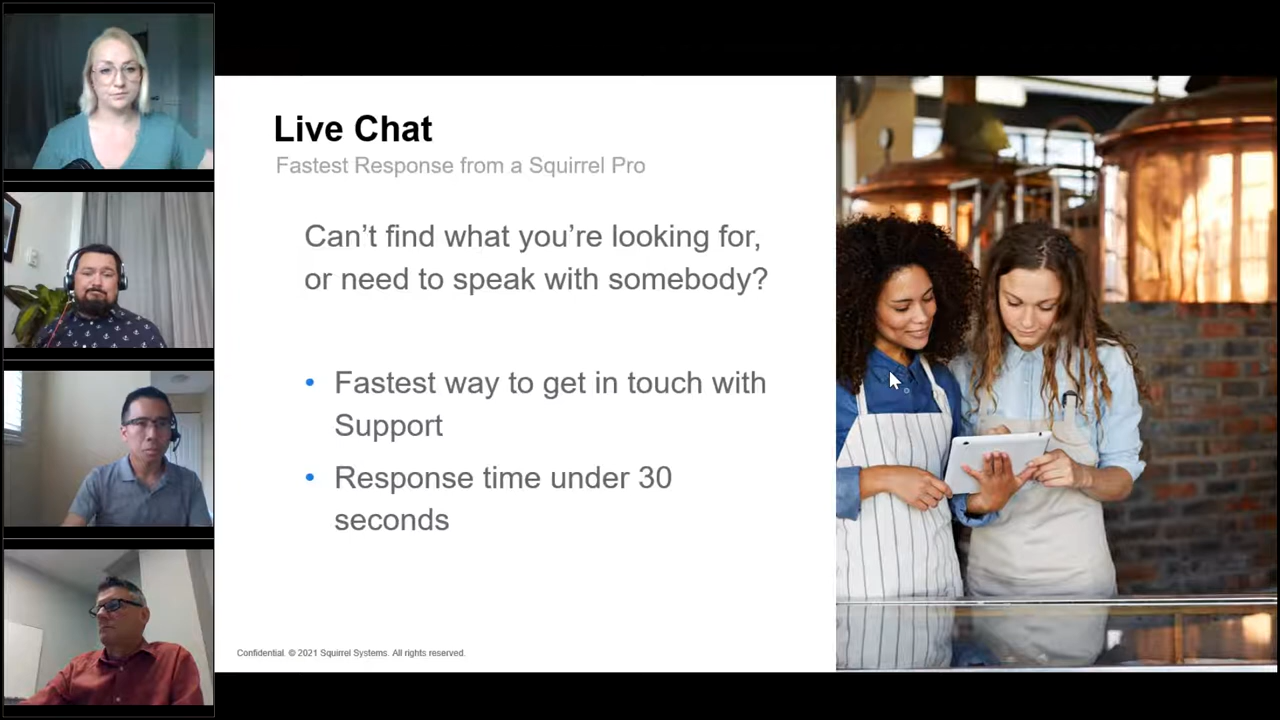 Live Chat
Fastest Response from a Squirrel Pro
Can’t find what you’re looking for,
or need to speak with somebody?
• Fastest way to get in touch with
Support
• Response time under 30
seconds
Confidential. © 2021 Squirrel Systems. All rights reserved.